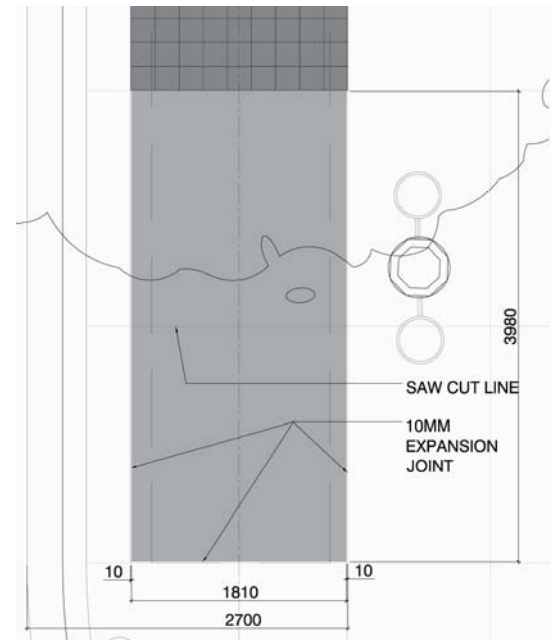 3980
SAW CUT LINE
10MM
EXPANSION
JOINT
10
10
1810
2700